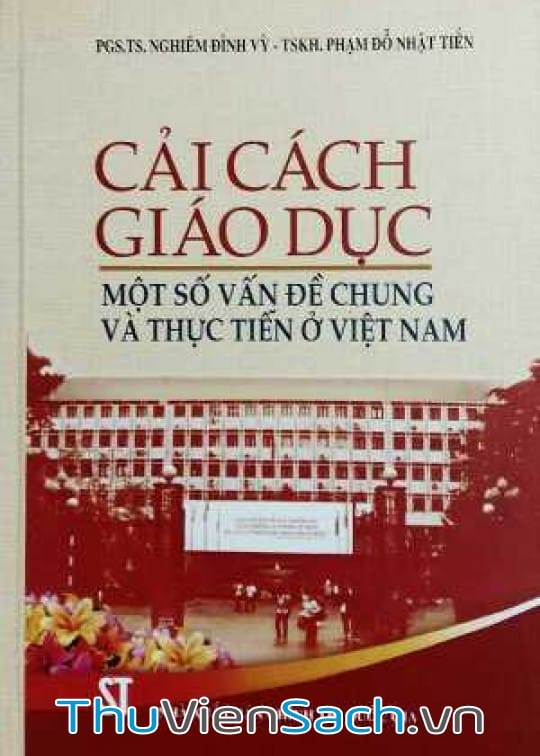 PGS.TS. NGHIÊM ĐÌNH VỲ - TSKH. PHẠM ĐỖ NHẬT TIẾN
CẢI CÁCH
GIÁO DỤC
MỘT SỐ VẤN ĐỀ CHUNG
VÀ THỰC TIỄN Ở VIỆT NAM
ST
ThuVienSach.vn